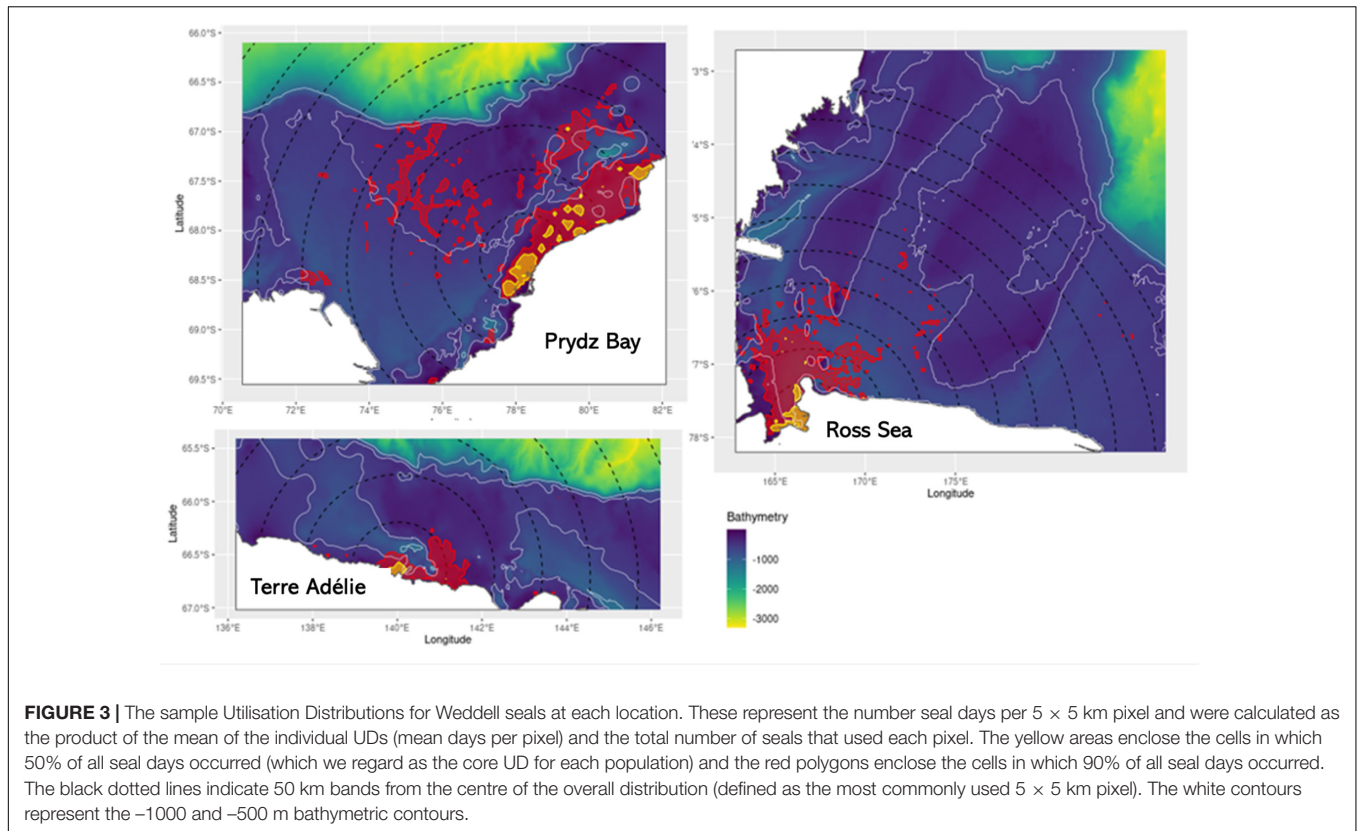 66.0°S
66.5°S
67.0°S
67.5°S
68.0°S
68.5°S
69.0°S
69.5°S
Latitude
Prydz Bay
70°E 72°E 74°E 76°E 78°E 80°E 82°E
'3°S
'4°S
'5°S
'6°S
'7°S
78°S
Ross Sea
165°E 170°E 175°E
Longitude
65.5°S
66.0°S
66.5°S
67.0°S
Latitude
Terre Adélie
136°E 138°E 140°E 142°E 144°E 146°E
Longitude
Bathymetry
-1000
-2000
-3000
FIGURE 3 | The sample Utilisation Distributions for Weddell seals at each location. These represent the number seal days per 5 × 5 km pixel and were calculated as
the product of the mean of the individual UDs (mean days per pixel) and the total number of seals that used each pixel. The yellow areas enclose the cells in which
50% of all seal days occurred (which we regard as the core UD for each population) and the red polygons enclose the cells in which 90% of all seal days occurred.
The black dotted lines indicate 50 km bands from the centre of the overall distribution (defined as the most commonly used 5 × 5 km pixel). The white contours
represent the –1000 and –500 m bathymetric contours.